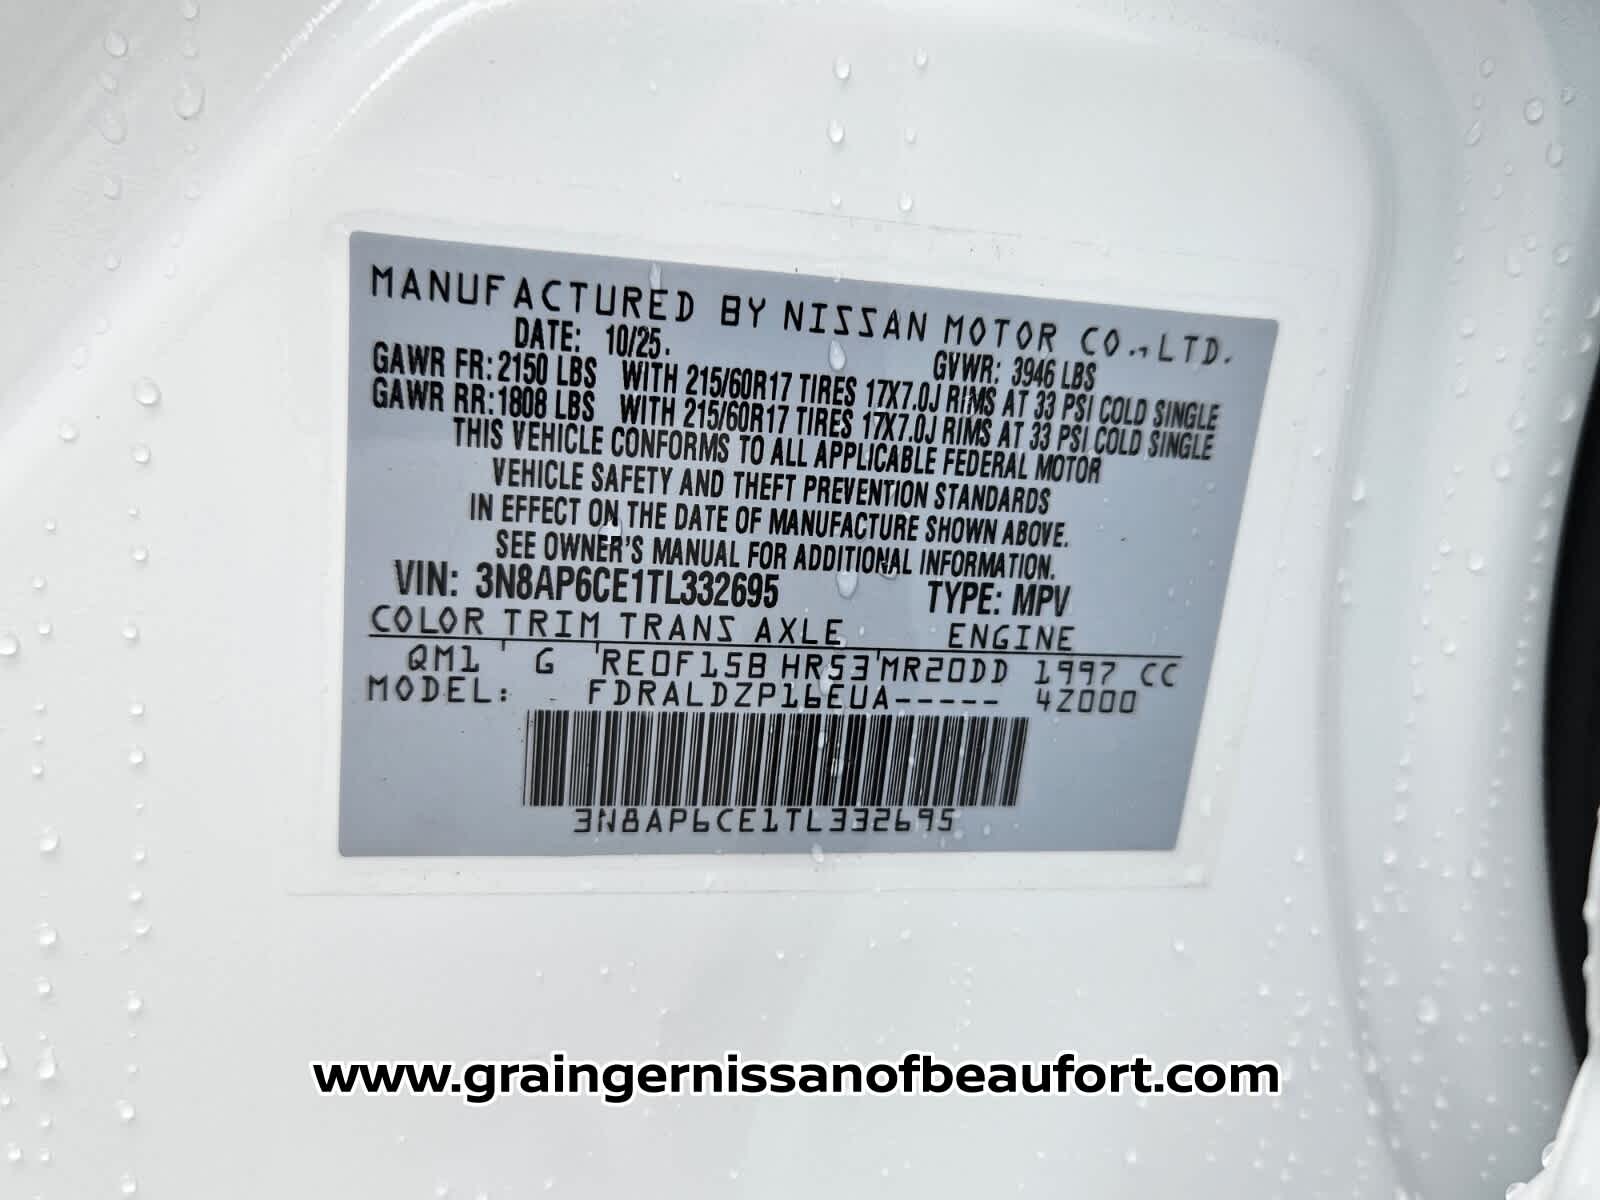 MANUFACTURED BY NISSAN MOTOR CO., LTD.
DATE: 10/25. GVWR: 3946 LBS
GAWR FR: 2150 LBS WITH 215/60R17 TIRES 17X7.0J RIMS AT 33 PSI COLD SINGLE
GAWR RR: 1808 LBS WITH 215/60R17 TIRES 17X7.0J RIMS AT 33 PSI COLD SINGLE
THIS VEHICLE CONFORMS TO ALL APPLICABLE FEDERAL MOTOR
VEHICLE SAFETY AND THEFT PREVENTION STANDARDS
IN EFFECT ON THE DATE OF MANUFACTURE SHOWN ABOVE.
SEE OWNER'S MANUAL FOR ADDITIONAL INFORMATION.
VIN: 3N8AP6CE1TL332695 TYPE: MPV
COLOR TRIM TRANS AXLE ENGINE
QM1 G RE0F15B HR53 MR20DD 1997 CC
MODEL: FDRALDZP16EUA----- 4Z000
3N8AP6CE1TL332695
www.graingernissanofbeaufort.com